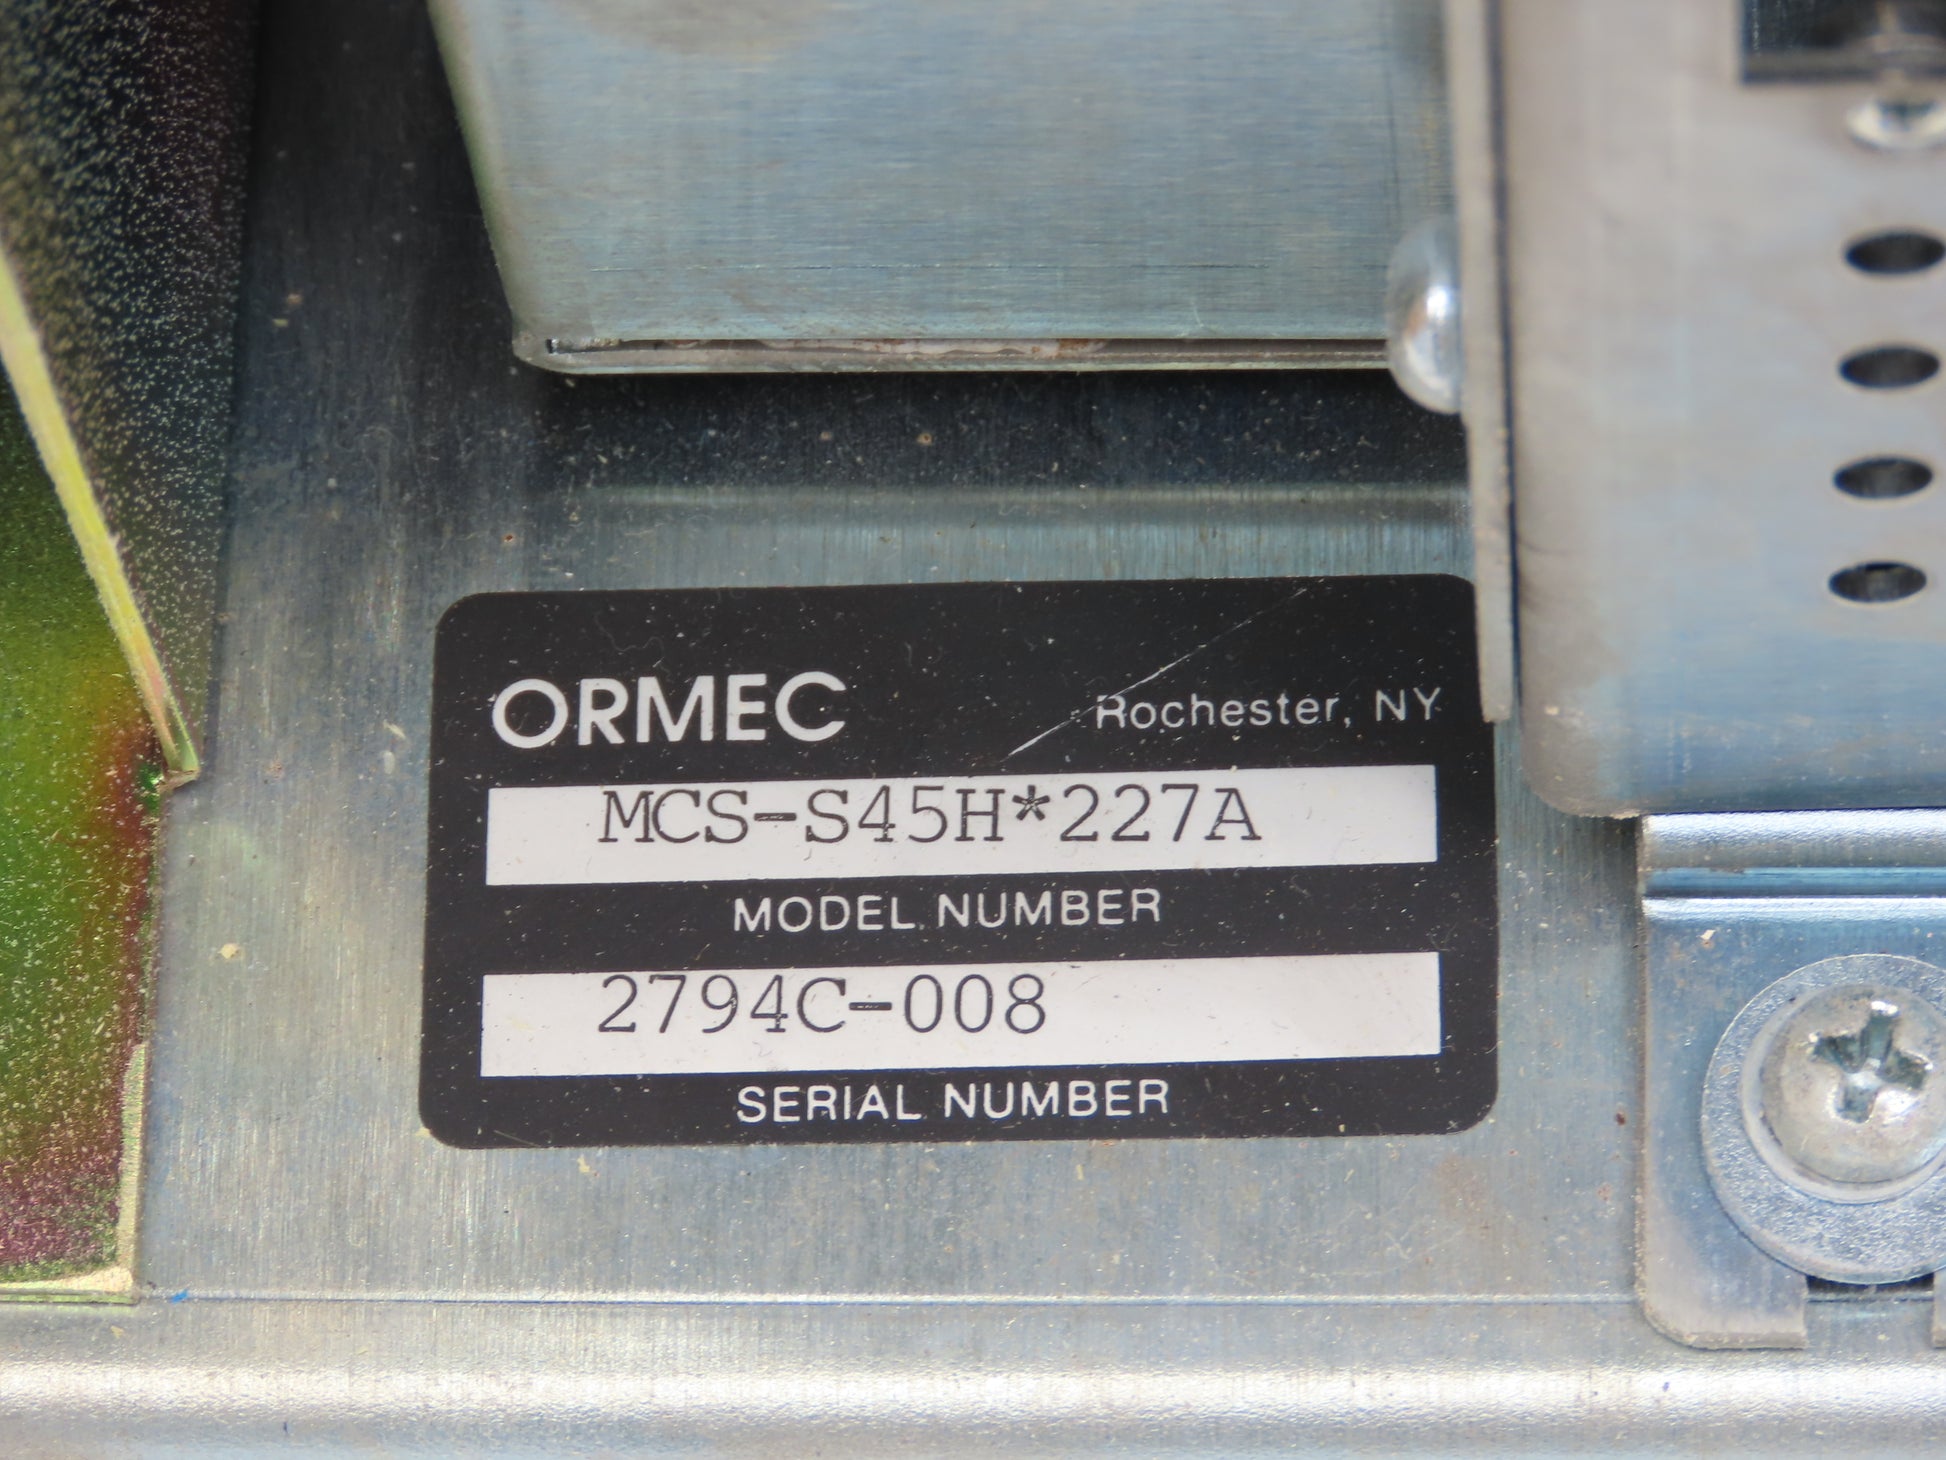 ORMEC
Rochester, NY
MCS-S45H*227A
MODEL NUMBER
2794C-008
SERIAL NUMBER